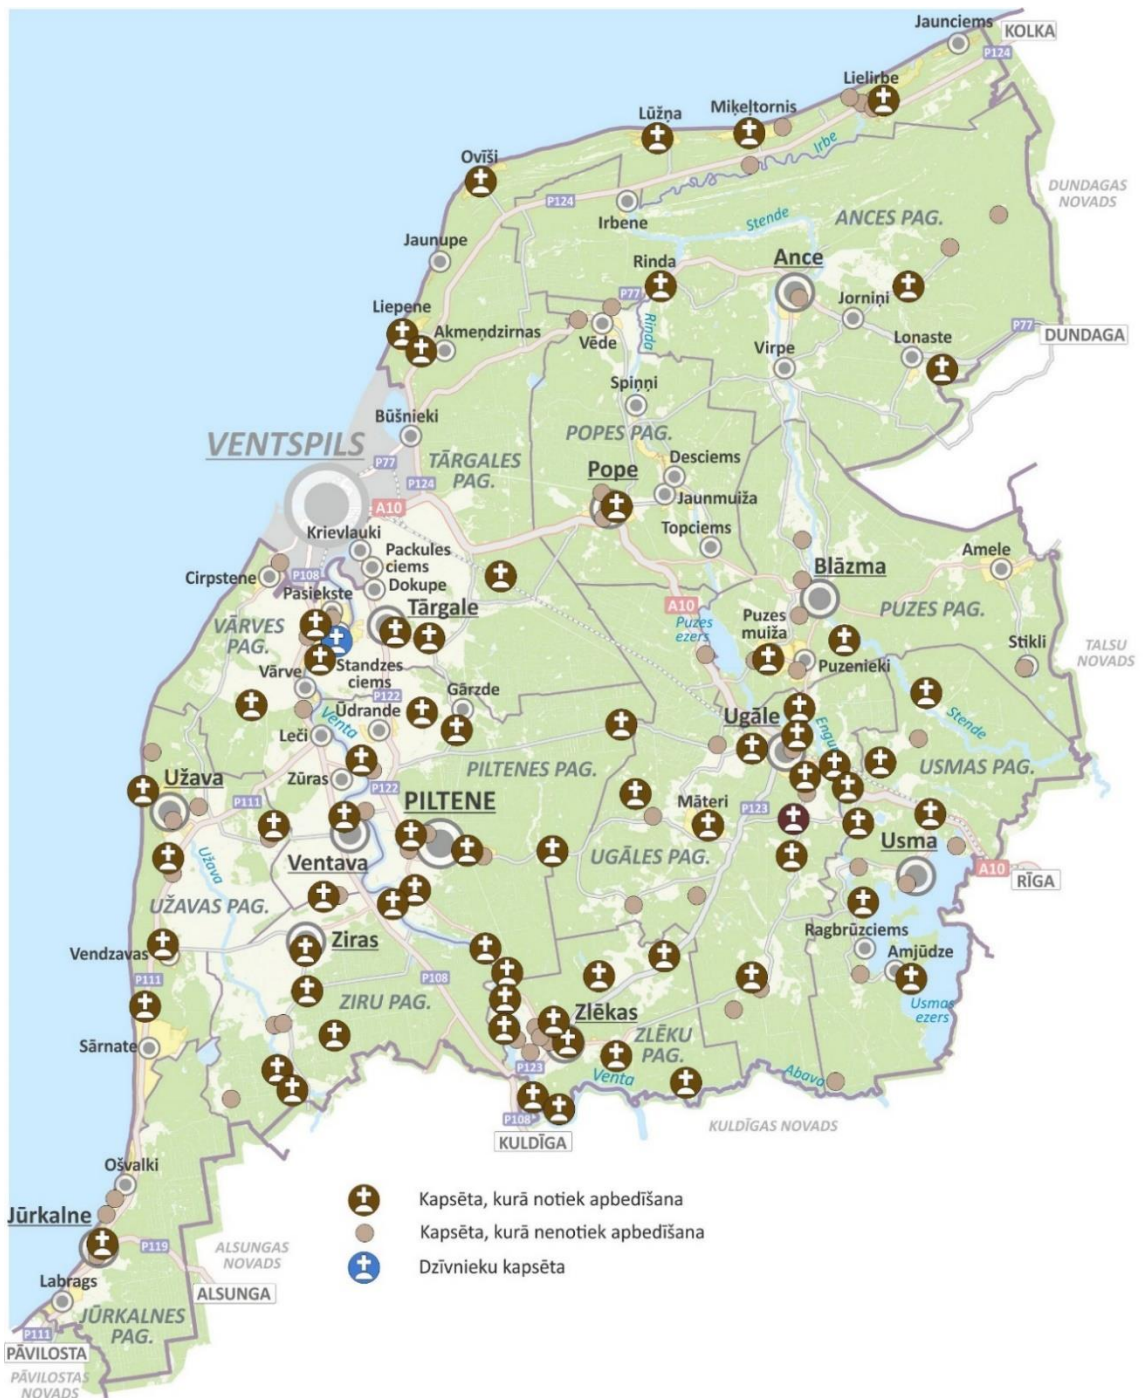 Jaunciems
KOLKA
P124
Lielirbe
Miķeļtornis
Lūžņa
Irbe
Ovīši
P124
DUNDAGAS
NOVADS
Irbene
Stende
ANCES PAG.
Jaunupe
Rinda
Ance
P77
Liepene
Jorniņi
Akmeņdzirnas
Rinda
P77
Vēde
Lonaste
DUNDAGA
Virpe
Spiņņi
Būšnieki
POPES PAG.
VENTSPILS
TĀRGALES
PAG.
P77
Desciems
Pope
P124
Jaunmuiža
A10
Topciems
Krievlauki
Amele
Packules
ciems
Blāzma
Cirpstene
P108
Dokupe
Pasiekste
A10
PUZES PAG.
Tārgale
Puzes
ezers
Puzes
muiža
VĀRVES
PAG.
Stikli
TALSU
NOVADS
Standzes
ciems
Puzenieki
Vārve
Gārzde
P122
Ūdrande
Venta
Ugāle
Stende
Leči
PILTENES PAG.
USMAS PAG.
Zūras
Užava
P122
P111
PILTENE
Māteri
P123
Usma
Ventava
UGĀLES PAG.
Užava
A10
RĪGA
UŽAVAS PAG.
Ragbrūzciems
Vendzavas
Ziras
Amjūdze
P111
P108
ZIRU PAG.
Usmas
ezers
Zlēkas
Sārnate
ZLĒKU
PAG.
P123
Venta
Abava
P108
KULDĪGAS NOVADS
KULDĪGA
Ošvalki
Kapsēta, kurā notiek apbedīšana
Jūrkalne
Kapsēta, kurā nenotiek apbedīšana
P119
ALSUNGAS
NOVADS
Dzīvnieku kapsēta
Labrags
ALSUNGA
JŪRKALNES
PAG.
P111
PĀVILOSTA
PĀVILOSTAS
NOVADS